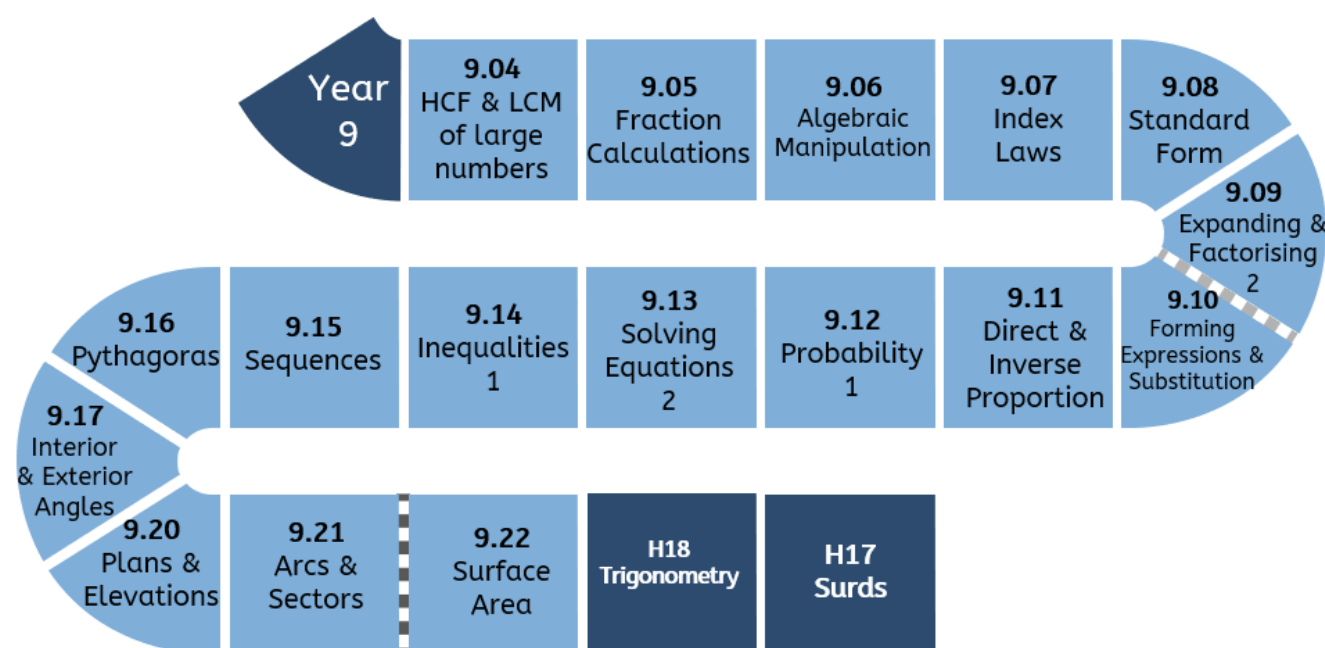 Year
9
9.04
HCF & LCM
of large
numbers
9.05
Fraction
Calculations
9.06
Algebraic
Manipulation
9.07
Index
Laws
9.08
Standard
Form
9.09
Expanding &
Factorising
2
9.10
Forming
Expressions &
Substitution
9.11
Direct &
Inverse
Proportion
9.12
Probability
1
9.13
Solving
Equations
2
9.14
Inequalities
1
9.15
Sequences
9.16
Pythagoras
9.17
Interior
& Exterior
Angles
9.20
Plans &
Elevations
9.21
Arcs &
Sectors
9.22
Surface
Area
H18
Trigonometry
H17
Surds